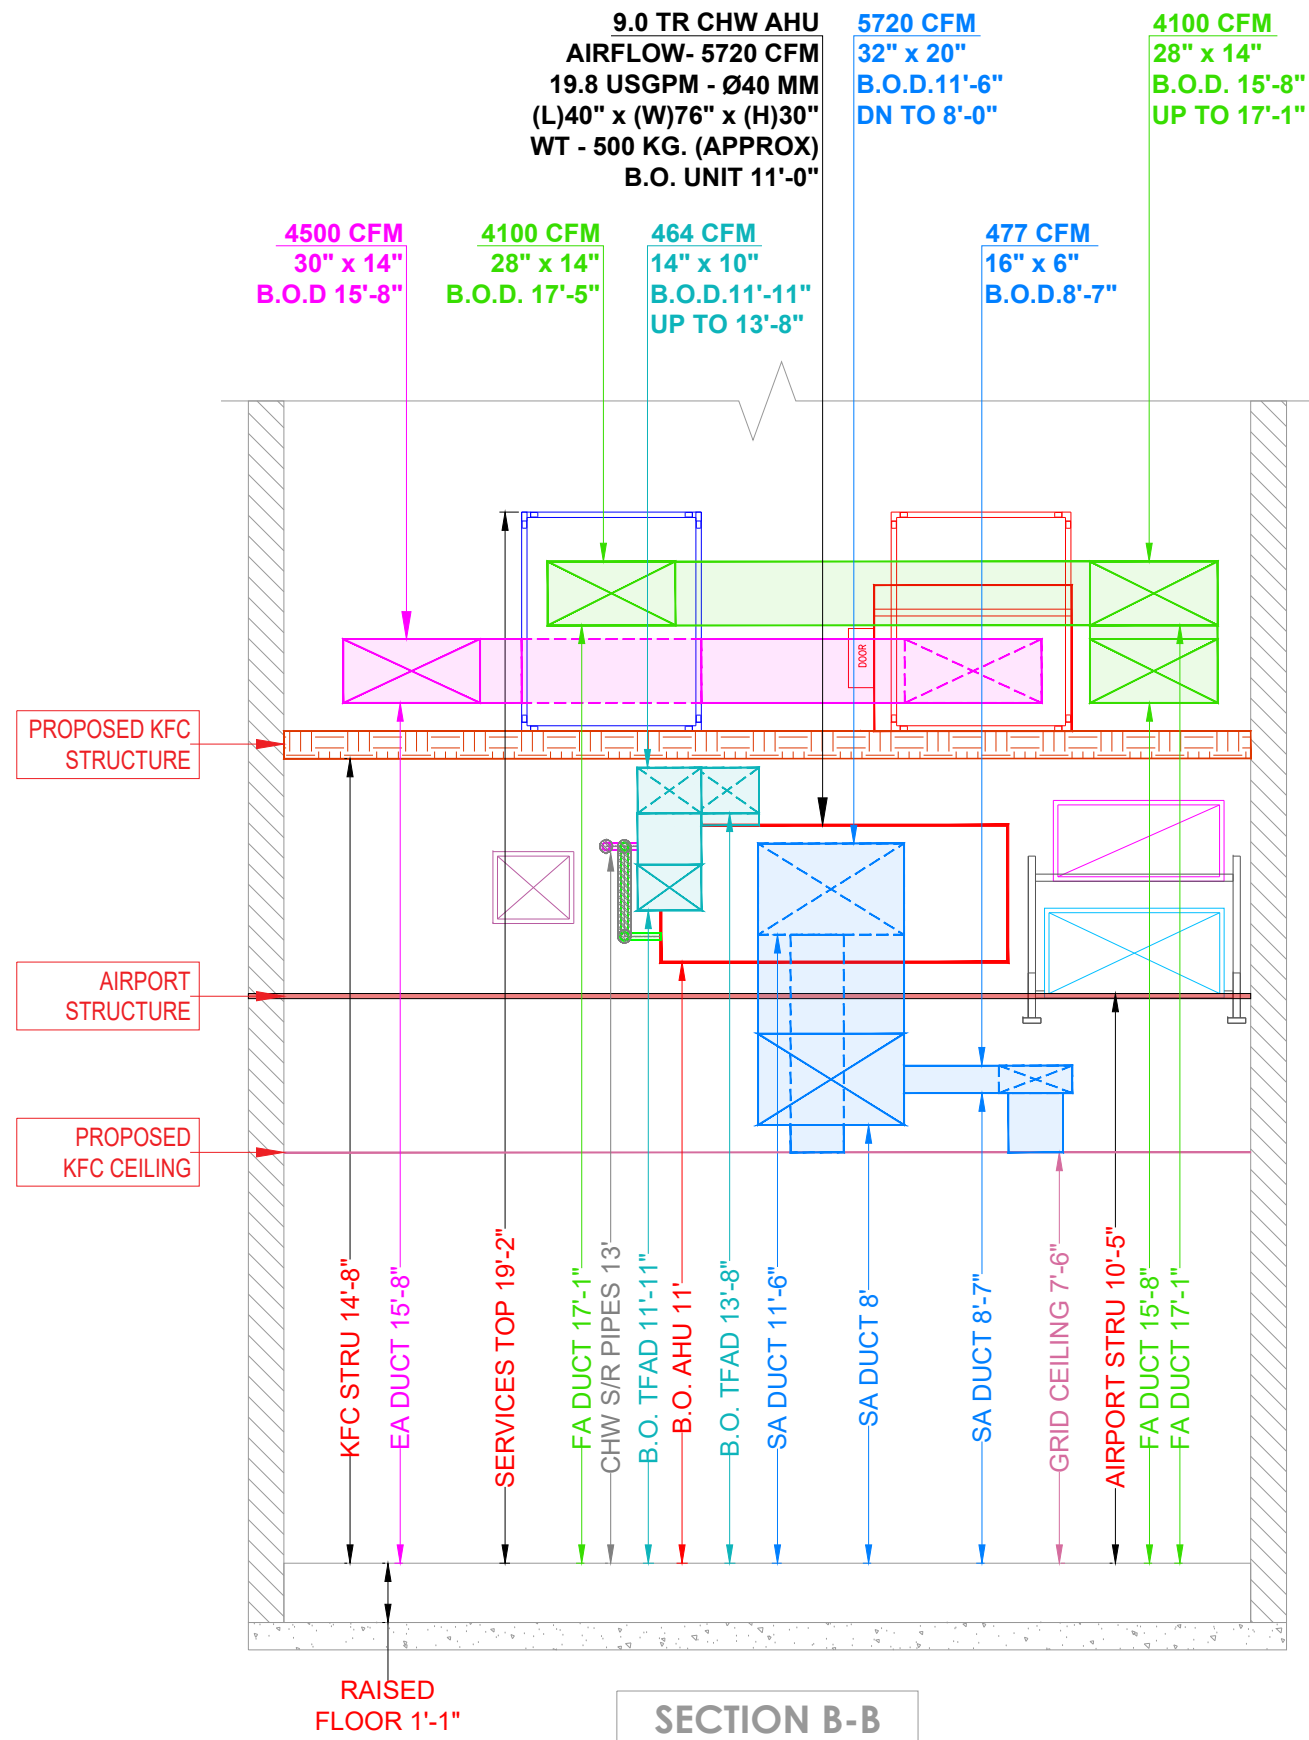 9.0 TR CHW AHU
AIRFLOW- 5720 CFM
19.8 USGPM - Ø40 MM
(L)40" x (W)76" x (H)30"
WT - 500 KG. (APPROX)
B.O. UNIT 11'-0"
5720 CFM
32" x 20"
B.O.D.11'-6"
DN TO 8'-0"
4100 CFM
28" x 14"
B.O.D. 15'-8"
UP TO 17'-1"
4500 CFM
30" x 14"
B.O.D 15'-8"
4100 CFM
28" x 14"
B.O.D. 17'-5"
464 CFM
14" x 10"
B.O.D.11'-11"
UP TO 13'-8"
477 CFM
16" x 6"
B.O.D.8'-7"
DOOR
PROPOSED KFC
STRUCTURE
AIRPORT
STRUCTURE
PROPOSED
KFC CEILING
KFC STRU 14'-8"
EA DUCT 15'-8"
SERVICES TOP 19'-2"
FA DUCT 17'-1"
CHW S/R PIPES 13'
B.O. TFAD 11'-11"
B.O. AHU 11'
B.O. TFAD 13'-8"
SA DUCT 11'-6"
SA DUCT 8'
SA DUCT 8'-7"
GRID CEILING 7'-6"
AIRPORT STRU 10'-5"
FA DUCT 15'-8"
FA DUCT 17'-1"
RAISED
FLOOR 1'-1"
SECTION B-B